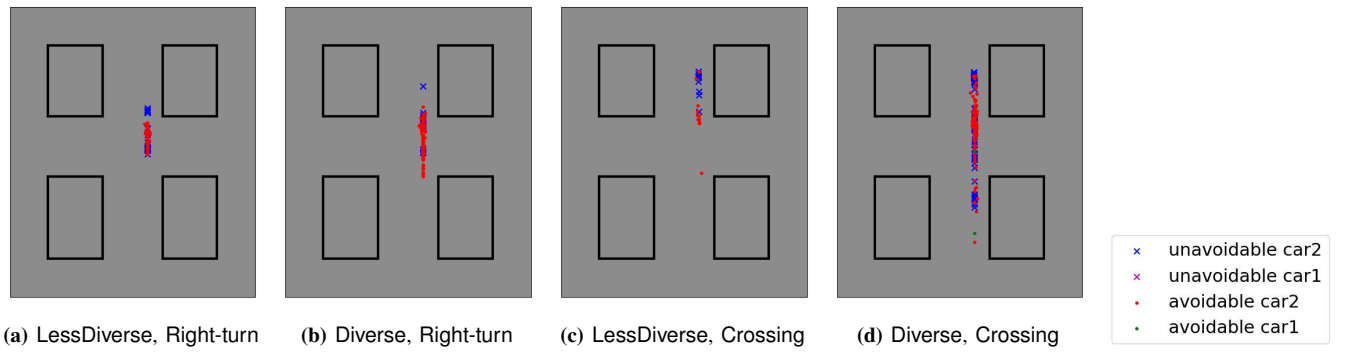 unavoidable car2
unavoidable car1
avoidable car2
avoidable car1
(a) LessDiverse, Right-turn
(b) Diverse, Right-turn
(c) LessDiverse, Crossing
(d) Diverse, Crossing